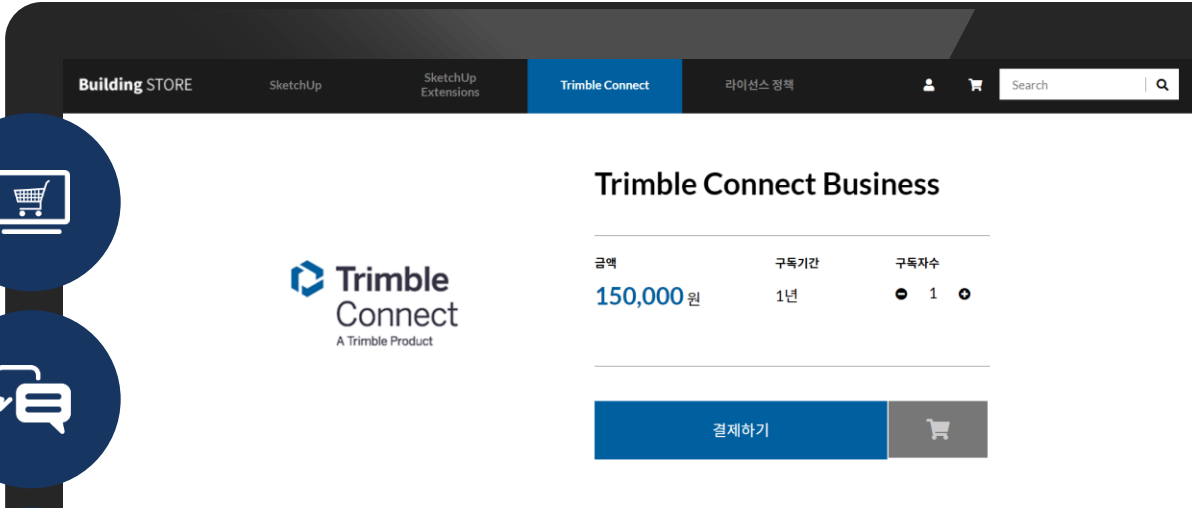 Building STORE
SketchUp
SketchUp
Extensions
Trimble Connect
라이선스 정책
Search
Trimble Connect Business
금액
구독기간
구독자수
150,000 원
1년
1
Trimble
Connect
A Trimble Product
결제하기